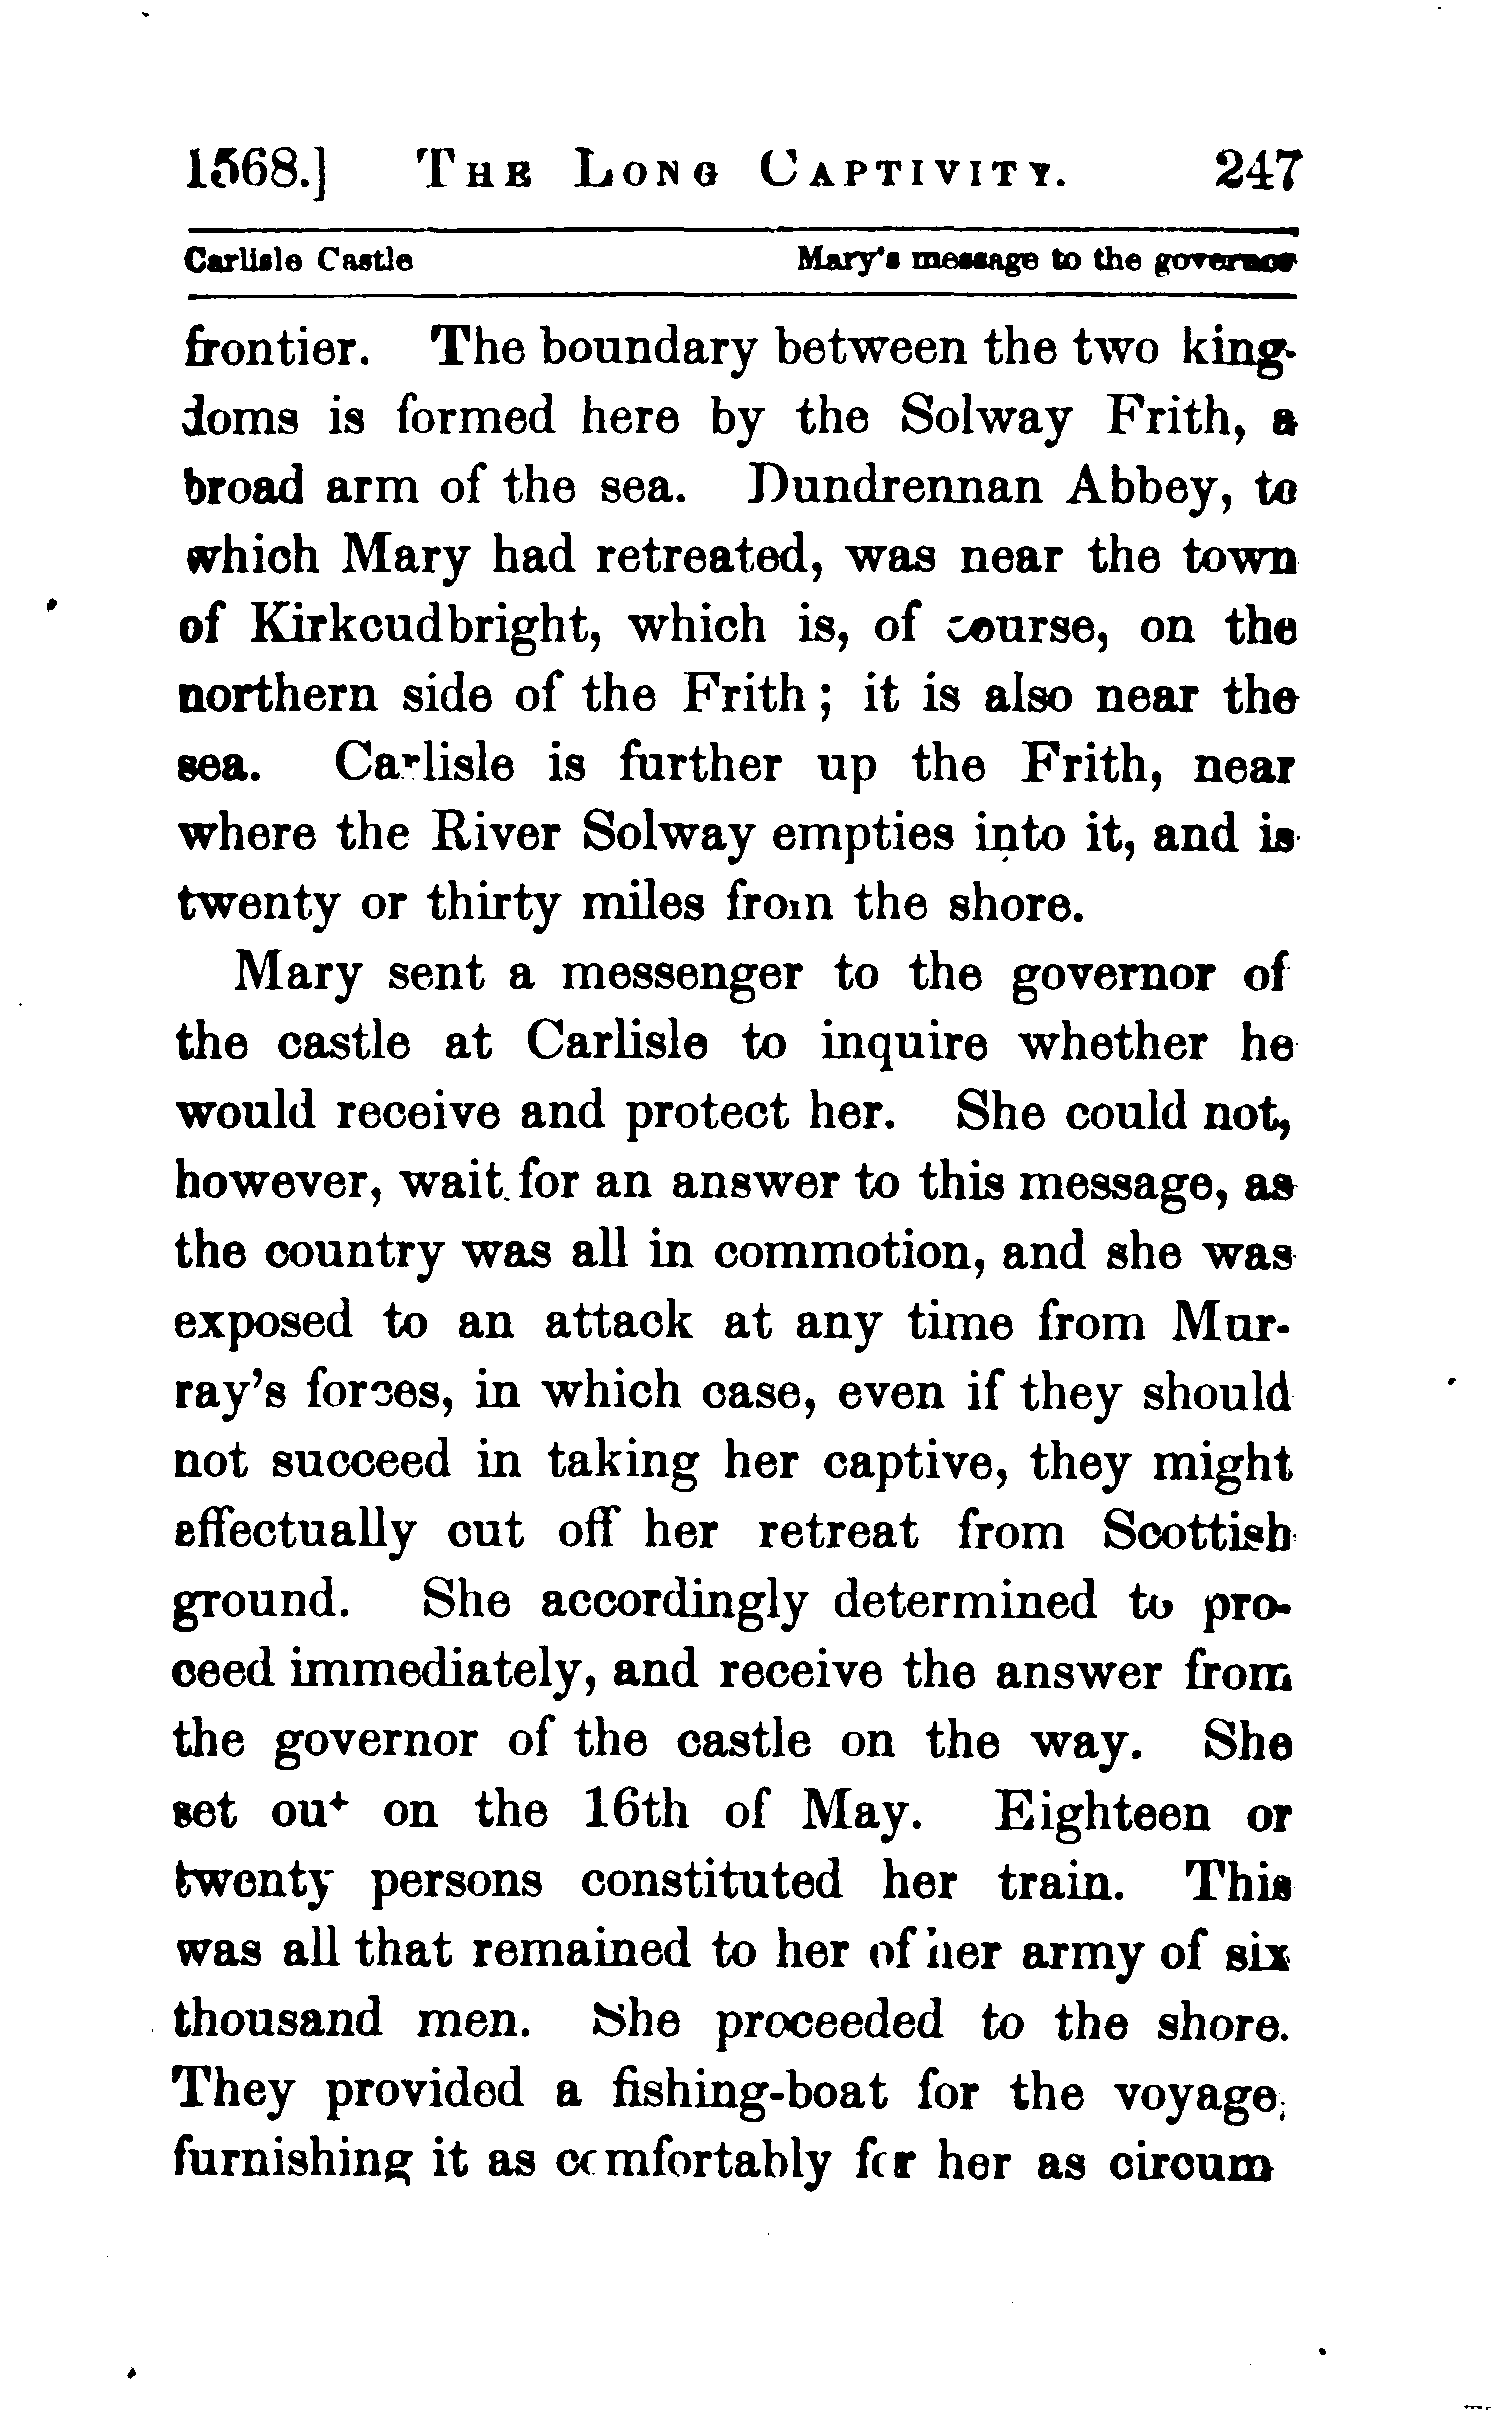 1568.] THE LONG CAPTIVITY. 247
Carlisle Castle Mary's message to the governor
frontier. The boundary between the two king-
doms is formed here by the Solway Frith, a
broad arm of the sea. Dundrennan Abbey, to
which Mary had retreated, was near the town
of Kirkcudbright, which is, of course, on the
northern side of the Frith; it is also near the
sea. Carlisle is further up the Frith, near
where the River Solway empties into it, and is
twenty or thirty miles from the shore.
Mary sent a messenger to the governor of
the castle at Carlisle to inquire whether he
would receive and protect her. She could not,
however, wait for an answer to this message, as
the country was all in commotion, and she was
exposed to an attack at any time from Mur-
ray's forces, in which case, even if they should
not succeed in taking her captive, they might
effectually cut off her retreat from Scottish
ground. She accordingly determined to pro-
ceed immediately, and receive the answer from
the governor of the castle on the way. She
set out on the 16th of May. Eighteen or
twenty persons constituted her train. This
was all that remained to her of her army of six
thousand men. She proceeded to the shore.
They provided a fishing-boat for the voyage,
furnishing it as comfortably for her as circum